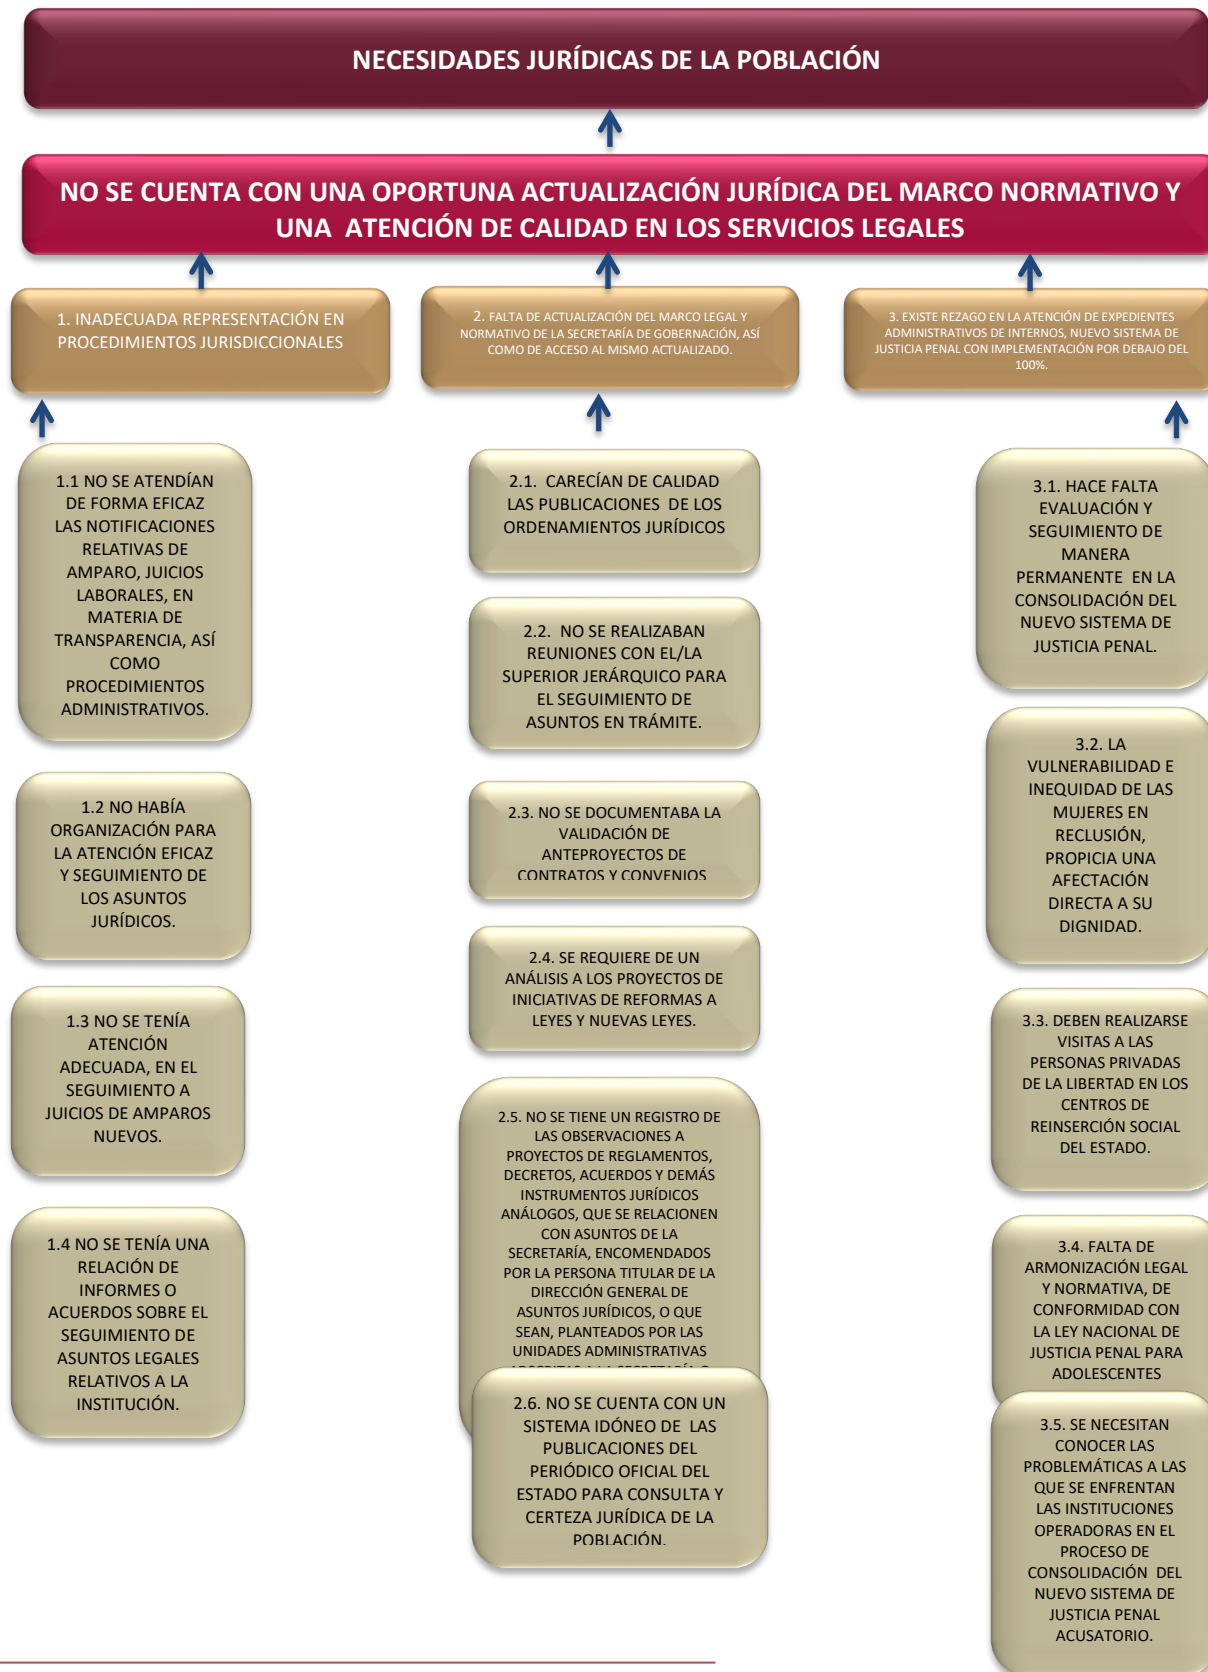 NECESIDADES JURÍDICAS DE LA POBLACIÓN
NO SE CUENTA CON UNA OPORTUNA ACTUALIZACIÓN JURÍDICA DEL MARCO NORMATIVO Y
UNA ATENCIÓN DE CALIDAD EN LOS SERVICIOS LEGALES
1. INADECUADA REPRESENTACIÓN EN
PROCEDIMIENTOS JURISDICCIONALES
1.1 NO SE ATENDÍAN
DE FORMA EFICAZ
LAS NOTIFICACIONES
RELATIVAS DE
AMPARO, JUICIOS
LABORALES, EN
MATERIA DE
TRANSPARENCIA, ASÍ
COMO
PROCEDIMIENTOS
ADMINISTRATIVOS.
1.2 NO HABÍA
ORGANIZACIÓN PARA
LA ATENCIÓN EFICAZ
Y SEGUIMIENTO DE
LOS ASUNTOS
JURÍDICOS.
1.3 NO SE TENÍA
ATENCIÓN
ADECUADA, EN EL
SEGUIMIENTO A
JUICIOS DE AMPAROS
NUEVOS.
1.4 NO SE TENÍA UNA
RELACIÓN DE
INFORMES O
ACUERDOS SOBRE EL
SEGUIMIENTO DE
ASUNTOS LEGALES
RELATIVOS A LA
INSTITUCIÓN.
2. FALTA DE ACTUALIZACIÓN DEL MARCO LEGAL Y
NORMATIVO DE LA SECRETARÍA DE GOBERNACIÓN, ASÍ
COMO DE ACCESO AL MISMO ACTUALIZADO.
2.1. CARECÍAN DE CALIDAD
LAS PUBLICACIONES DE LOS
ORDENAMIENTOS JURÍDICOS
2.2. NO SE REALIZABAN
REUNIONES CON EL/LA
SUPERIOR JERÁRQUICO PARA
EL SEGUIMIENTO DE
ASUNTOS EN TRÁMITE.
2.3. NO SE DOCUMENTABA LA
VALIDACIÓN DE
ANTEPROYECTOS DE
CONTRATOS Y CONVENIOS
2.4. SE REQUIERE DE UN
ANÁLISIS A LOS PROYECTOS DE
INICIATIVAS DE REFORMAS A
LEYES Y NUEVAS LEYES.
2.5. NO SE TIENE UN REGISTRO DE
LAS OBSERVACIONES A
PROYECTOS DE REGLAMENTOS,
DECRETOS, ACUERDOS Y DEMÁS
INSTRUMENTOS JURÍDICOS
ANÁLOGOS, QUE SE RELACIONEN
CON ASUNTOS DE LA
SECRETARÍA, ENCOMENDADOS
POR LA PERSONA TITULAR DE LA
DIRECCIÓN GENERAL DE
ASUNTOS JURÍDICOS, O QUE
SEAN, PLANTEADOS POR LAS
UNIDADES ADMINISTRATIVAS
2.6. NO SE CUENTA CON UN
SISTEMA IDÓNEO DE LAS
PUBLICACIONES DEL
PERIÓDICO OFICIAL DEL
ESTADO PARA CONSULTA Y
CERTEZA JURÍDICA DE LA
POBLACIÓN.
3. EXISTE REZAGO EN LA ATENCIÓN DE EXPEDIENTES
ADMINISTRATIVOS DE INTERNOS, NUEVO SISTEMA DE
JUSTICIA PENAL CON IMPLEMENTACIÓN POR DEBAJO DEL
100%.
3.1. HACE FALTA
EVALUACIÓN Y
SEGUIMIENTO DE
MANERA
PERMANENTE EN LA
CONSOLIDACIÓN DEL
NUEVO SISTEMA DE
JUSTICIA PENAL.
3.2. LA
VULNERABILIDAD E
INEQUIDAD DE LAS
MUJERES EN
RECLUSIÓN,
PROPICIA UNA
AFECTACIÓN
DIRECTA A SU
DIGNIDAD.
3.3. DEBEN REALIZARSE
VISITAS A LAS
PERSONAS PRIVADAS
DE LA LIBERTAD EN LOS
CENTROS DE
REINSERCIÓN SOCIAL
DEL ESTADO.
3.4. FALTA DE
ARMONIZACIÓN LEGAL
Y NORMATIVA, DE
CONFORMIDAD CON
LA LEY NACIONAL DE
JUSTICIA PENAL PARA
ADOLESCENTES
3.5. SE NECESITAN
CONOCER LAS
PROBLEMÁTICAS A LAS
QUE SE ENFRENTAN
LAS INSTITUCIONES
OPERADORAS EN EL
PROCESO DE
CONSOLIDACIÓN DEL
NUEVO SISTEMA DE
JUSTICIA PENAL
ACUSATORIO.